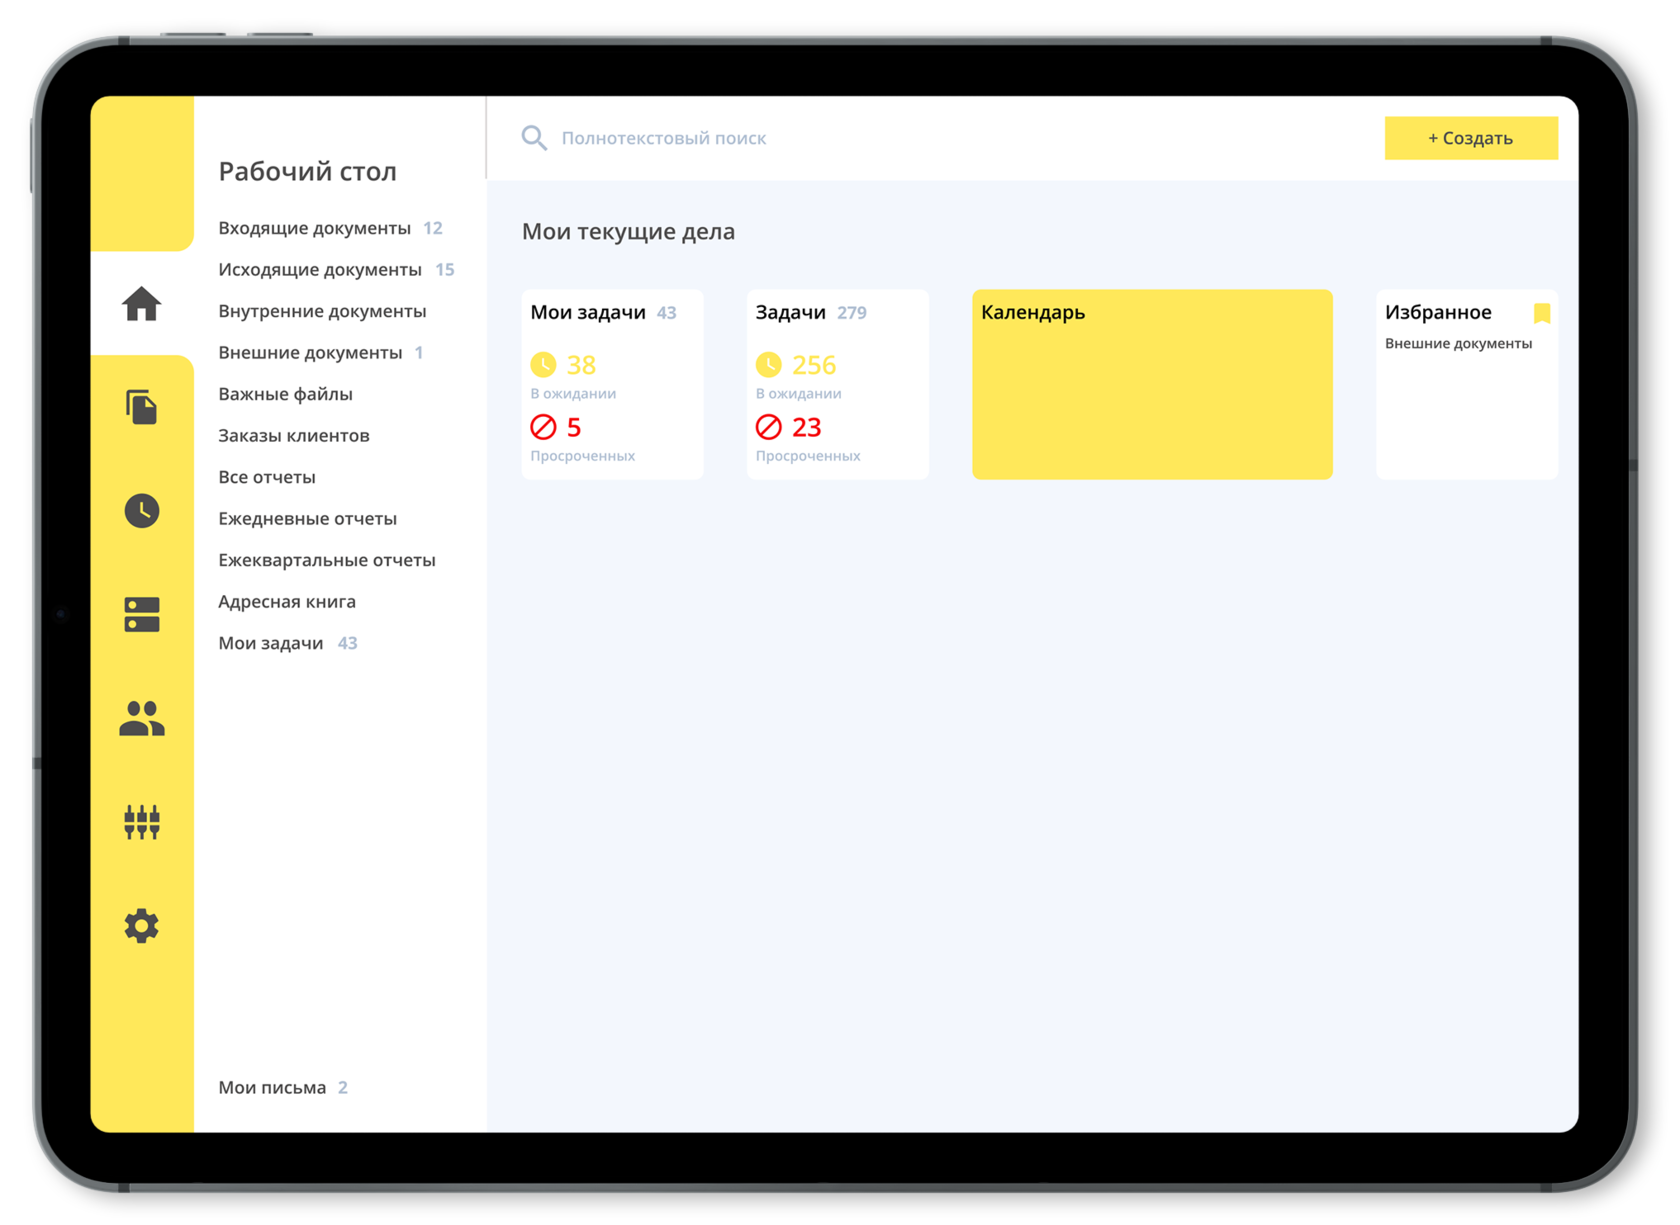 Рабочий стол
Входящие документы 12
Исходящие документы 15
Внутренние документы
Внешние документы 1
Важные файлы
Заказы клиентов
Все отчеты
Ежедневные отчеты
Ежеквартальные отчеты
Адресная книга
Мои задачи 43
Мои письма 2
Полнотекстовый поиск
+ Создать
Мои текущие дела
Мои задачи 43
38
В ожидании
5
Просроченных
Задачи 279
256
В ожидании
23
Просроченных
Календарь
Избранное
Внешние документы